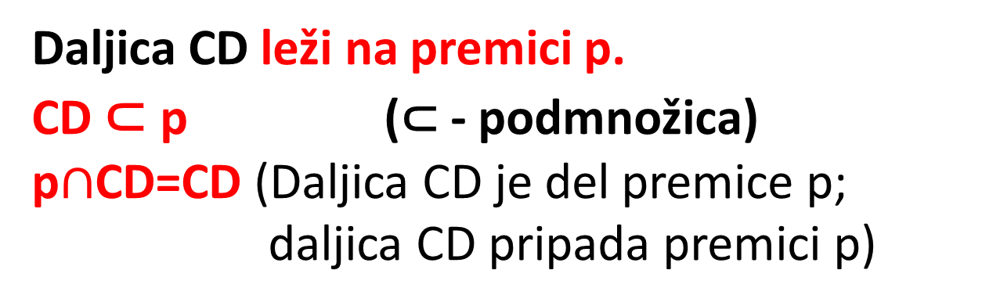 Daljica CD leži na premici p.
CD ⊂ p (⊂ - podmnožica)
p∩CD=CD (Daljica CD je del premice p;
daljica CD pripada premici p)